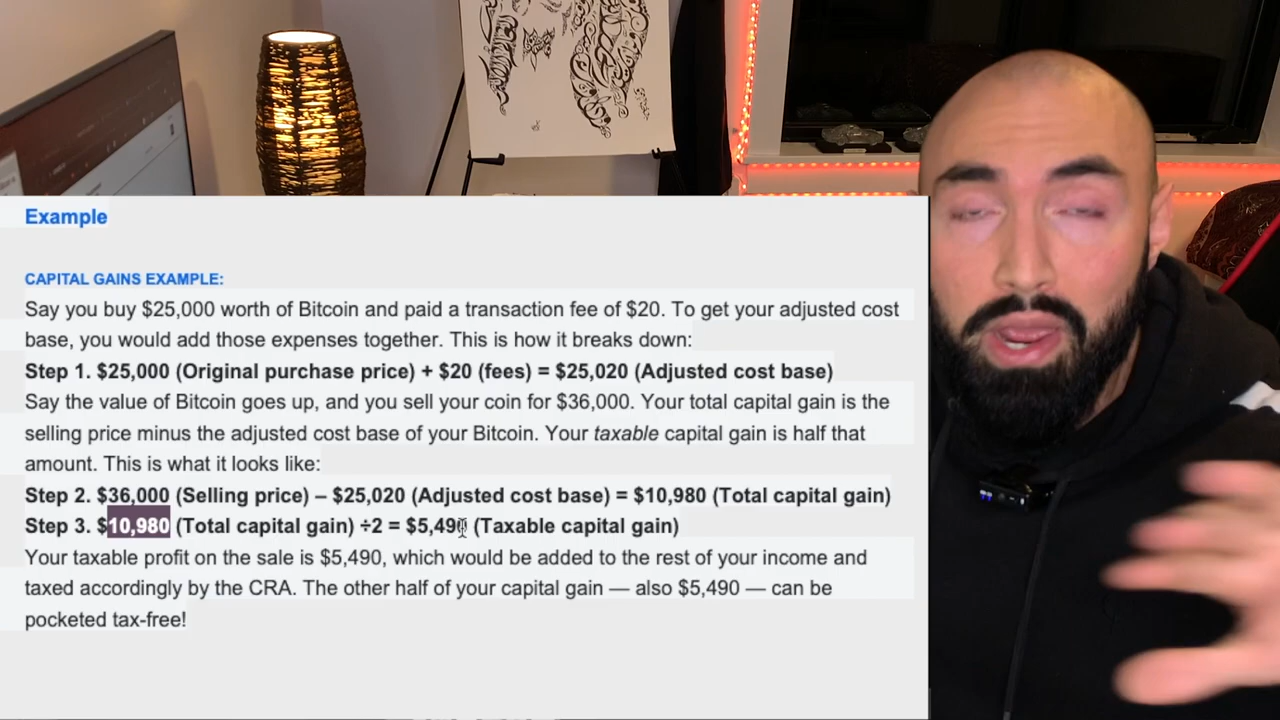 Example
CAPITAL GAINS EXAMPLE:
Say you buy $25,000 worth of Bitcoin and paid a transaction fee of $20. To get your adjusted cost
base, you would add those expenses together. This is how it breaks down:
Step 1. $25,000 (Original purchase price) + $20 (fees) = $25,020 (Adjusted cost base)
Say the value of Bitcoin goes up, and you sell your coin for $36,000. Your total capital gain is the
selling price minus the adjusted cost base of your Bitcoin. Your taxable capital gain is half that
amount. This is what it looks like:
Step 2. $36,000 (Selling price) – $25,020 (Adjusted cost base) = $10,980 (Total capital gain)
Step 3. $10,980 (Total capital gain) ÷2 = $5,490 (Taxable capital gain)
Your taxable profit on the sale is $5,490, which would be added to the rest of your income and
taxed accordingly by the CRA. The other half of your capital gain — also $5,490 — can be
pocketed tax-free!